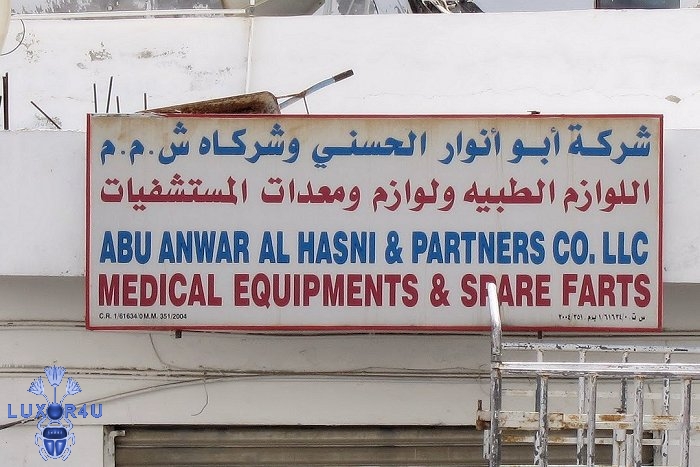 شركة أبو أنوار الحسني وشركاه ش.م.م
اللوازم الطبيه ولوازم ومعدات المستشفيات
ABU ANWAR AL HASNI & PARTNERS CO. LLC
MEDICAL EQUIPMENTS & SPARE FARTS
C.R. 1/61634/0 M.M. 351/2004
LUXOR4U